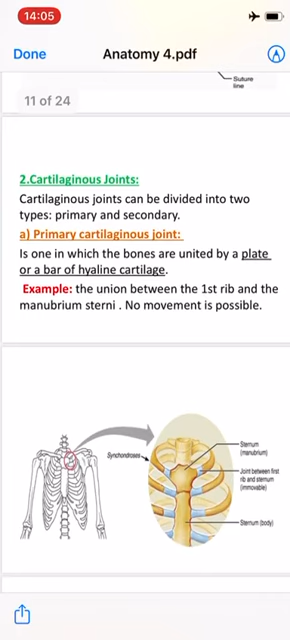 14:05
Done
Anatomy 4.pdf
Suture
line
11 of 24
2.Cartilaginous Joints:
Cartilaginous joints can be divided into two
types: primary and secondary.
a) Primary cartilaginous joint:
Is one in which the bones are united by a plate
or a bar of hyaline cartilage.
Example: the union between the 1st rib and the
manubrium sterni . No movement is possible.
Synchondroses
Sternum
(manubrium)
Joint between first
rib and sternum
(immovable)
Sternum (body)